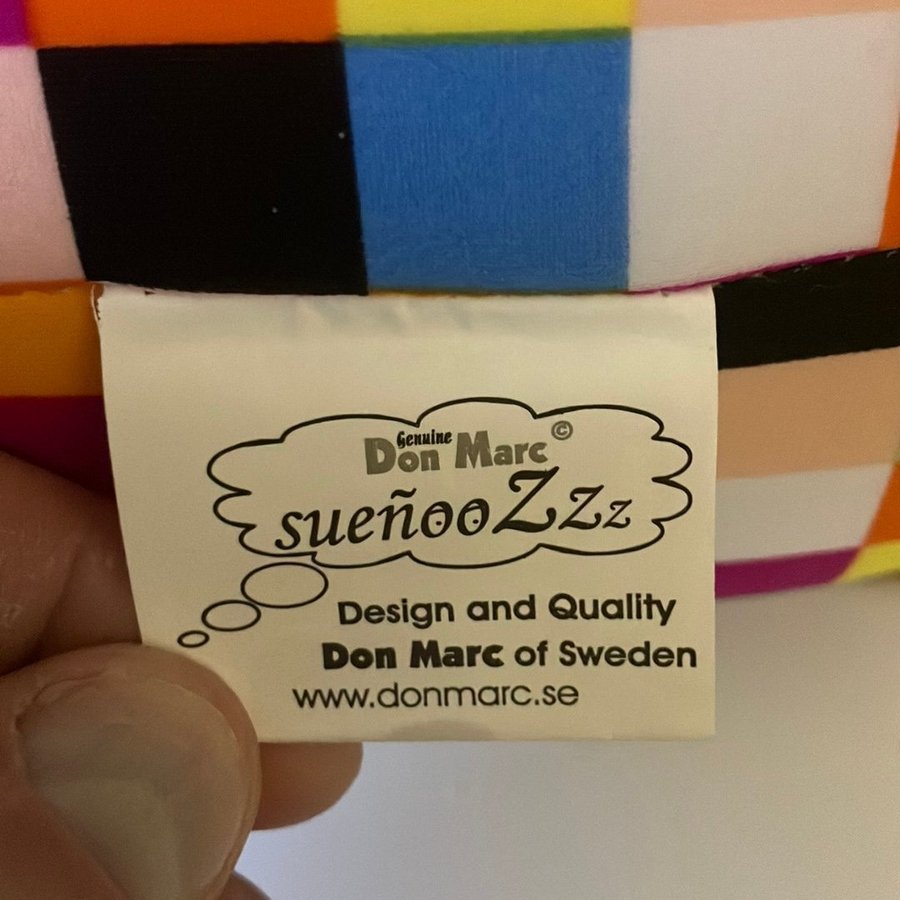 Genuine
Don Marc©
sueñooZzz
Design and Quality
Don Marc of Sweden
www.donmarc.se